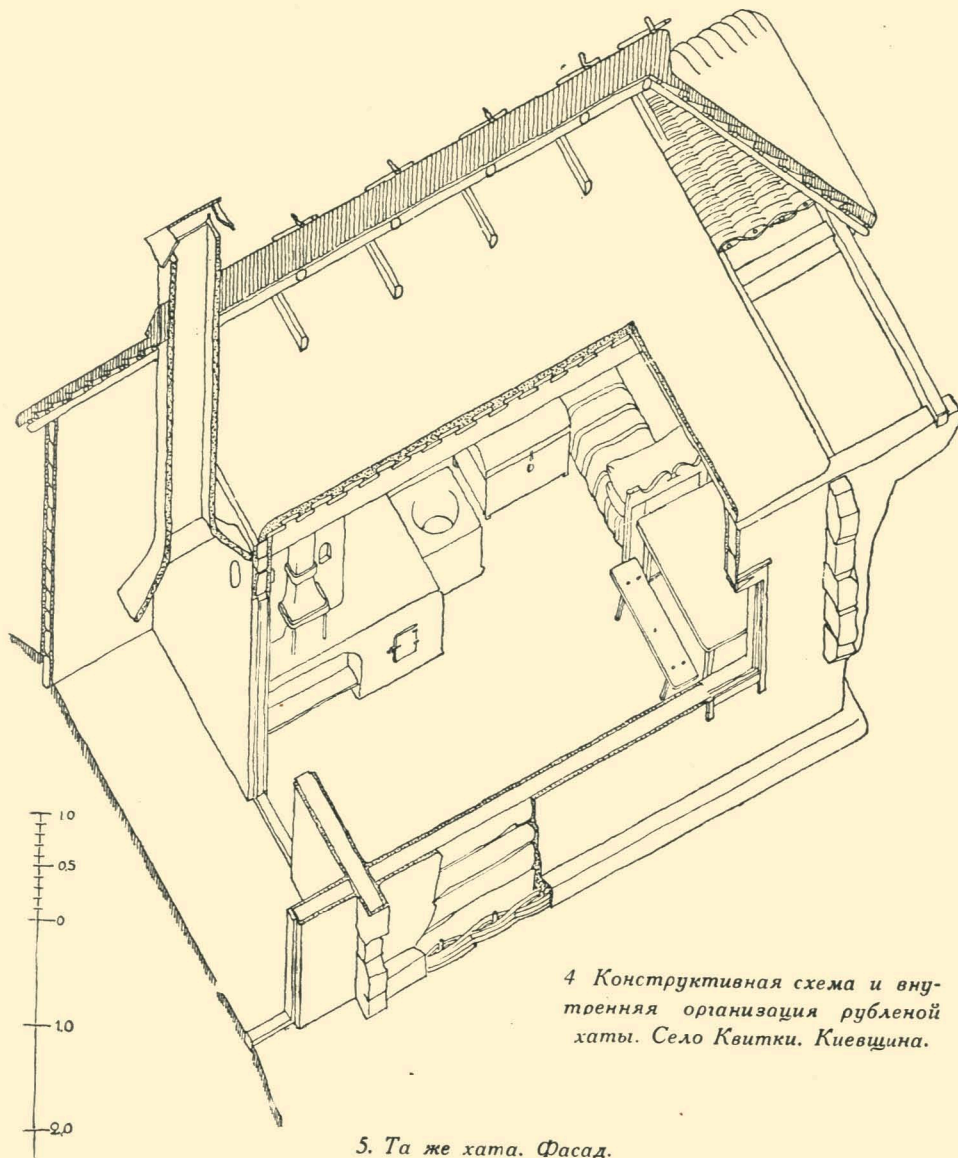 1.0
0,5
0
4 Конструктивная схема и вну-
тренняя организация рубленой
хаты. Село Квитки. Киевщина.
1.0
2,0
5. Та же хата. Фасад.